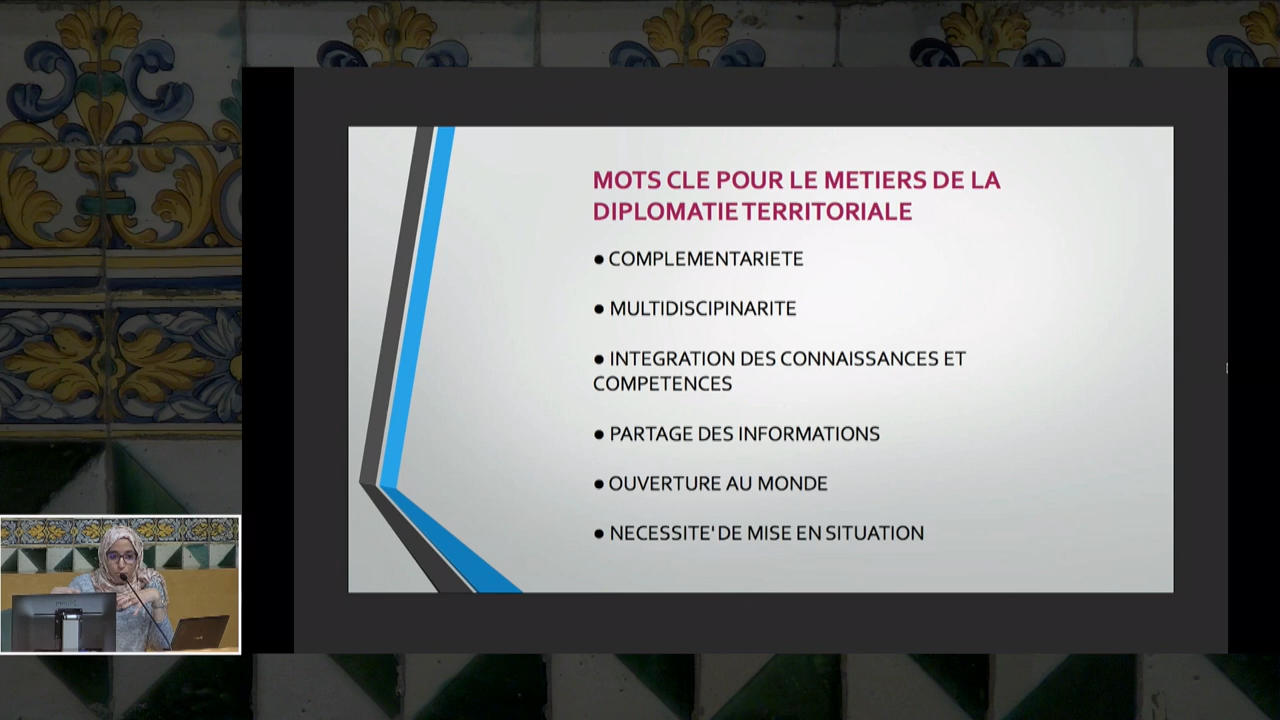 MOTS CLE POUR LE METIERS DE LA
DIPLOMATIE TERRITORIALE
● COMPLEMENTARIETE
● MULTIDISCIPINARITE
● INTEGRATION DES CONNAISSANCES ET
COMPETENCES
● PARTAGE DES INFORMATIONS
● OUVERTURE AU MONDE
● NECESSITE' DE MISE EN SITUATION